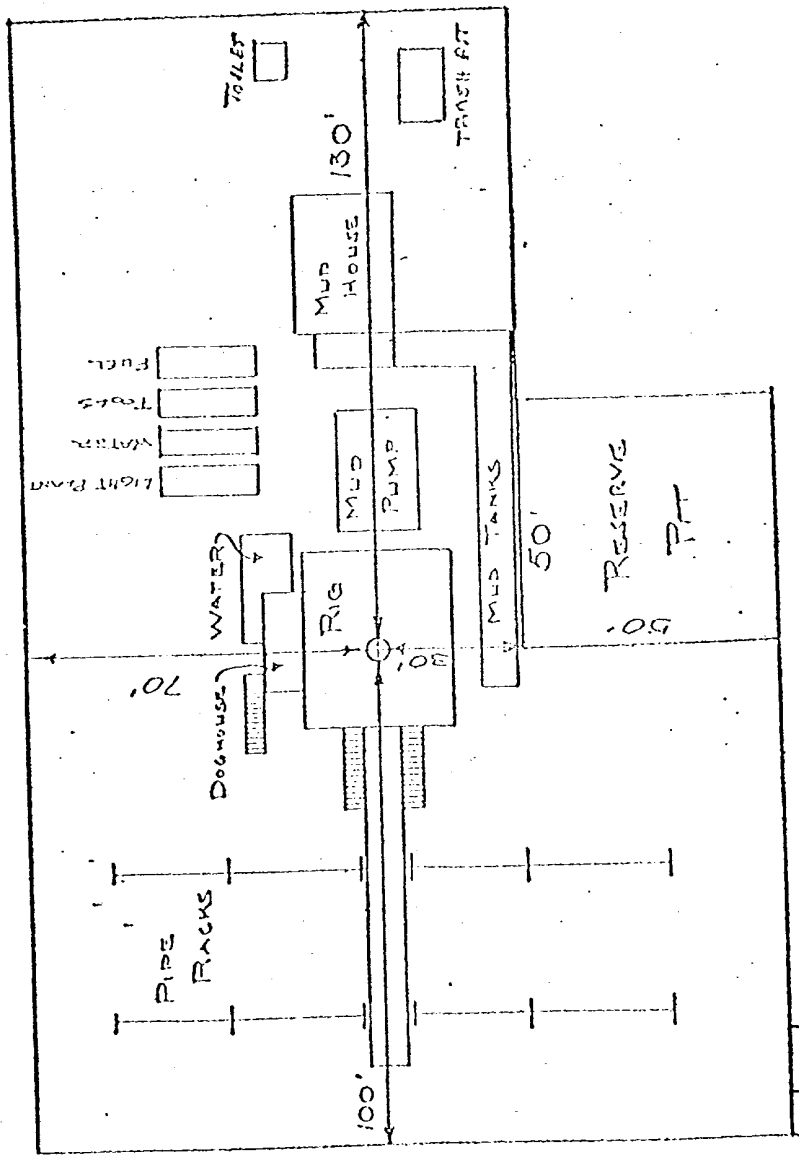 TOILET
TRASH PIT
130'
MUD
HOUSE
FUEL
TOOLS
WATER
LIGHT PLANT
MUD
PUMP
MUD TANKS
50'
RESERVE
PIT
50'
WATER
DOGHOUSE
RIG
70'
30'
PIPE
RACKS
100'